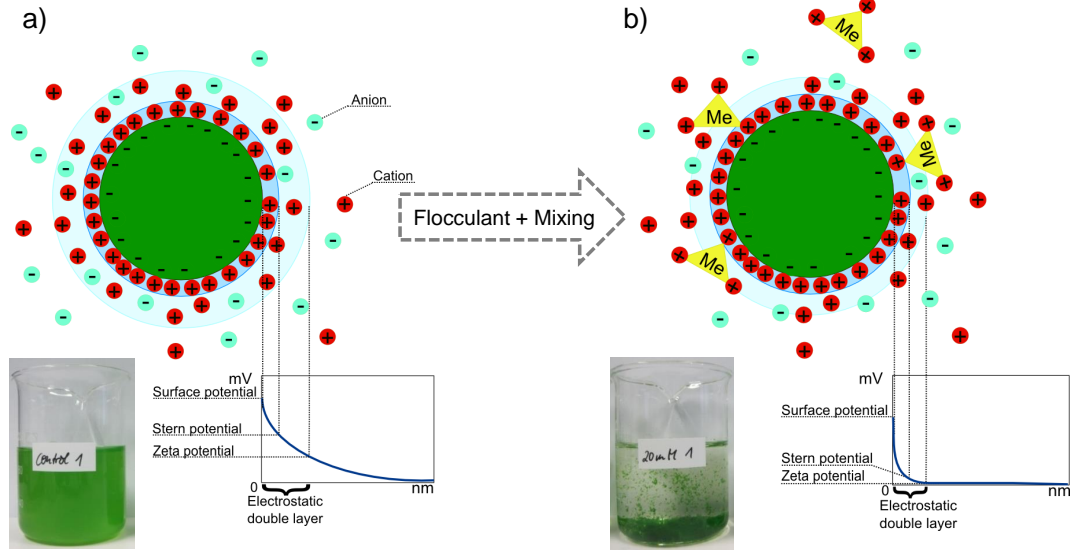 a)
Anion
Cation
mV
Surface potential
Stern potential
Zeta potential
0
nm
Electrostatic
double layer
control 1
Flocculant + Mixing
b)
Me
Me
Me
Me
mV
Surface potential
Stern potential
Zeta potential
0
nm
Electrostatic
double layer
20mM 1